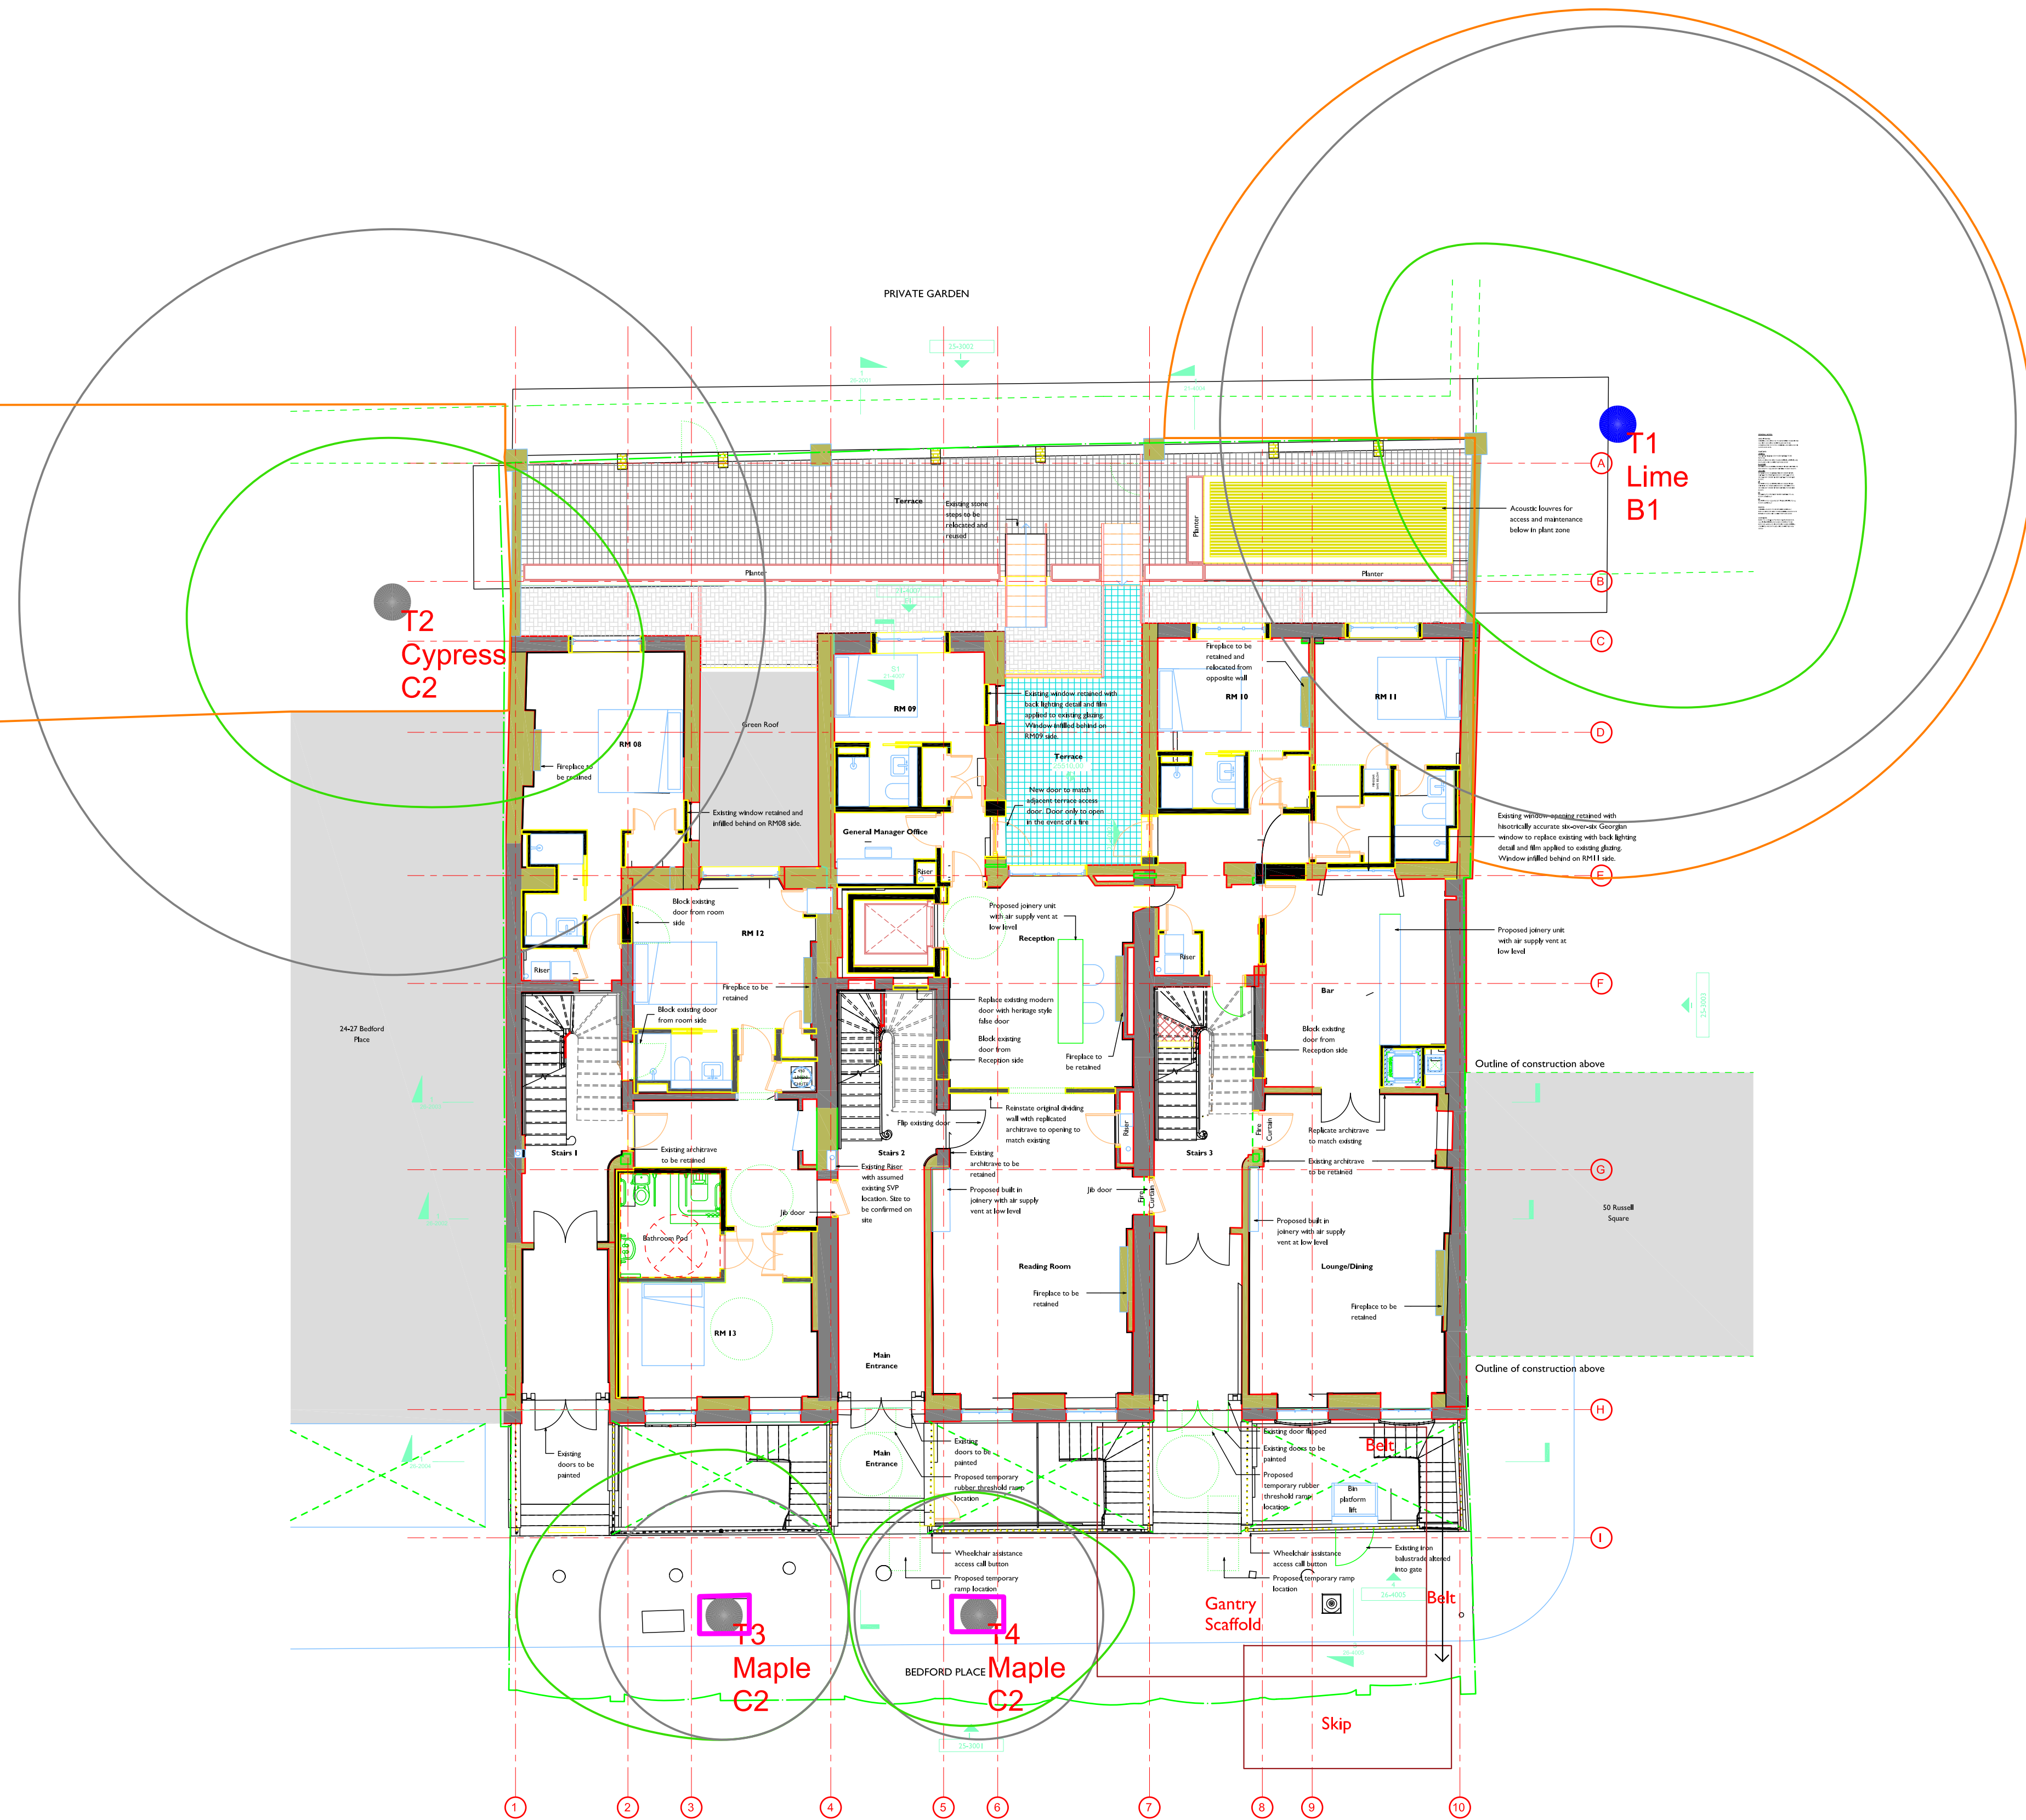 PRIVATE GARDEN
25-3002
T1
Lime
B1
A
Terrace
Existing stone
steps to be
relocated and
reused
Planter
Acoustic louvres for
access and maintenance
below in plant zone
Planter
Planter
B
T2
Cypress
C2
C
Fireplace to be
retained and
relocated from
opposite wall
RM 08
RM 09
RM 10
RM 11
Existing window retained with
back lighting detail and film
applied to existing glazing.
Window infilled behind on
RM09 side.
Green Roof
D
Terrace
Fireplace to
be retained
New door to match
adjacent terrace access
door. Door only to open
in the event of a fire
Existing window retained and
infilled behind on RM08 side.
General Manager Office
Existing window opening retained with
hisotrically accurate six-over-six Georgian
window to replace existing with back lighting
detail and film applied to existing glazing.
Window infilled behind on RM11 side.
Riser
E
Block existing
door from room
side
RM 12
Proposed joinery unit
with air supply vent at
low level
Reception
Proposed joinery unit
with air supply vent at
low level
Riser
Riser
F
Fireplace to be
retained
Replace existing modern
door with heritage style
false door
Bar
Block existing door
from room side
24-27 Bedford
Place
Block existing
door from
Reception side
Fireplace to
be retained
Block existing
door from
Reception side
25-3003
Outline of construction above
Reinstate original dividing
wall with replicated
architrave to opening to
match existing
Flip existing door
Riser
Fire
Curtain
Replicate architrave
to match existing
Stairs 1
Existing architrave
to be retained
Stairs 2
Existing
architrave to be
retained
Stairs 3
Existing architrave
to be retained
G
Existing Riser
with assumed
existing SVP
location. Size to
be confirmed on
site
Proposed built in
joinery with air supply
vent at low level
Jib door
Fire
Curtain
Jib door
Proposed built in
joinery with air supply
vent at low level
50 Russell
Square
Bathroom Pod
Reading Room
Lounge/Dining
Fireplace to be
retained
Fireplace to be
retained
RM 13
Main
Entrance
Outline of construction above
H
Existing
doors to be
painted
Main
Entrance
Existing
doors to be
painted
Proposed temporary
rubber threshold ramp
location
Existing door flipped
Existing doors to be
painted
Proposed
temporary rubber
threshold ramp
location
Belt
Bin
platform
lift
I
Wheelchair assistance
access call button
Proposed temporary
ramp location
Wheelchair assistance
access call button
Proposed temporary ramp
location
Existing iron
balustrade altered
into gate
26-4005
Belt
Gantry
Scaffold
T3
Maple
C2
T4
Maple
C2
BEDFORD PLACE
Skip
25-3001
1
2
3
4
5
6
7
8
9
10